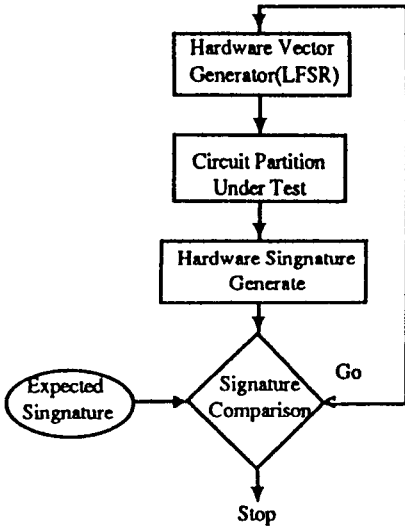 Hardware Vector
Generator(LFSR)
Circuit Partition
Under Test
Hardware Singnature
Generate
Expected
Singnature
Signature
Comparison
Go
Stop